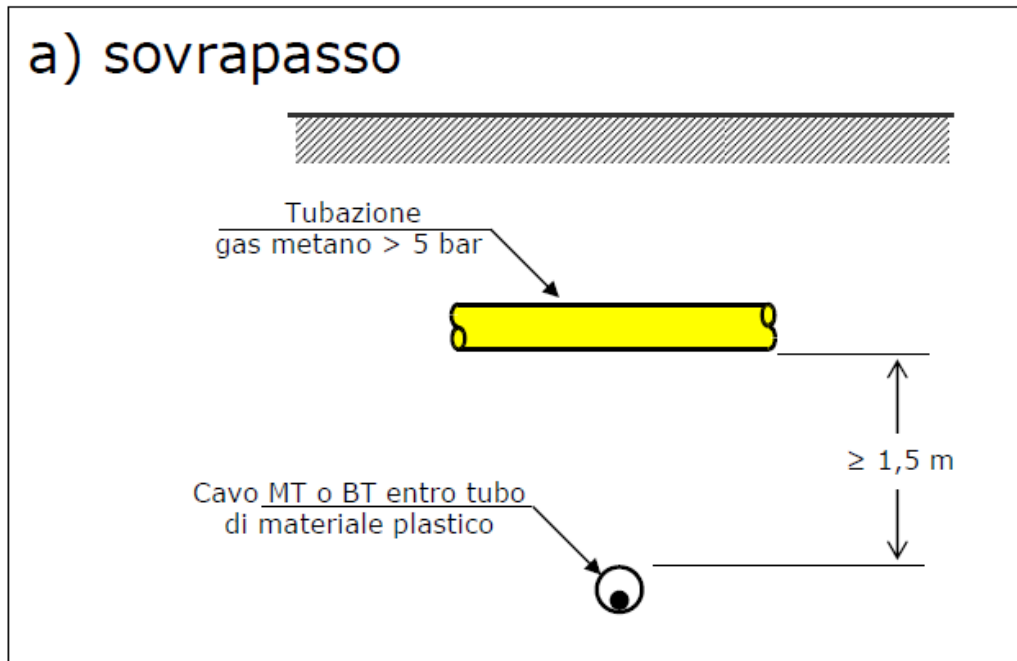 a) sovrapasso
Tubazione
gas metano > 5 bar
≥ 1,5 m
Cavo MT o BT entro tubo
di materiale plastico